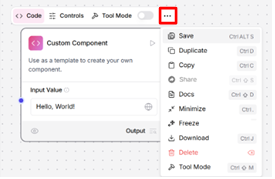 Code Controls Tool Mode
Custom Component
Use as a template to create your own
component.
Input Value
Hello, World!
Output
Save Ctrl ALT S
Duplicate Ctrl D
Copy Ctrl C
Share Ctrl ⇧ S
Docs Ctrl ⇧ D
Minimize Ctrl .
Freeze
Download Ctrl J
Delete
Tool Mode Ctrl ⇧ M